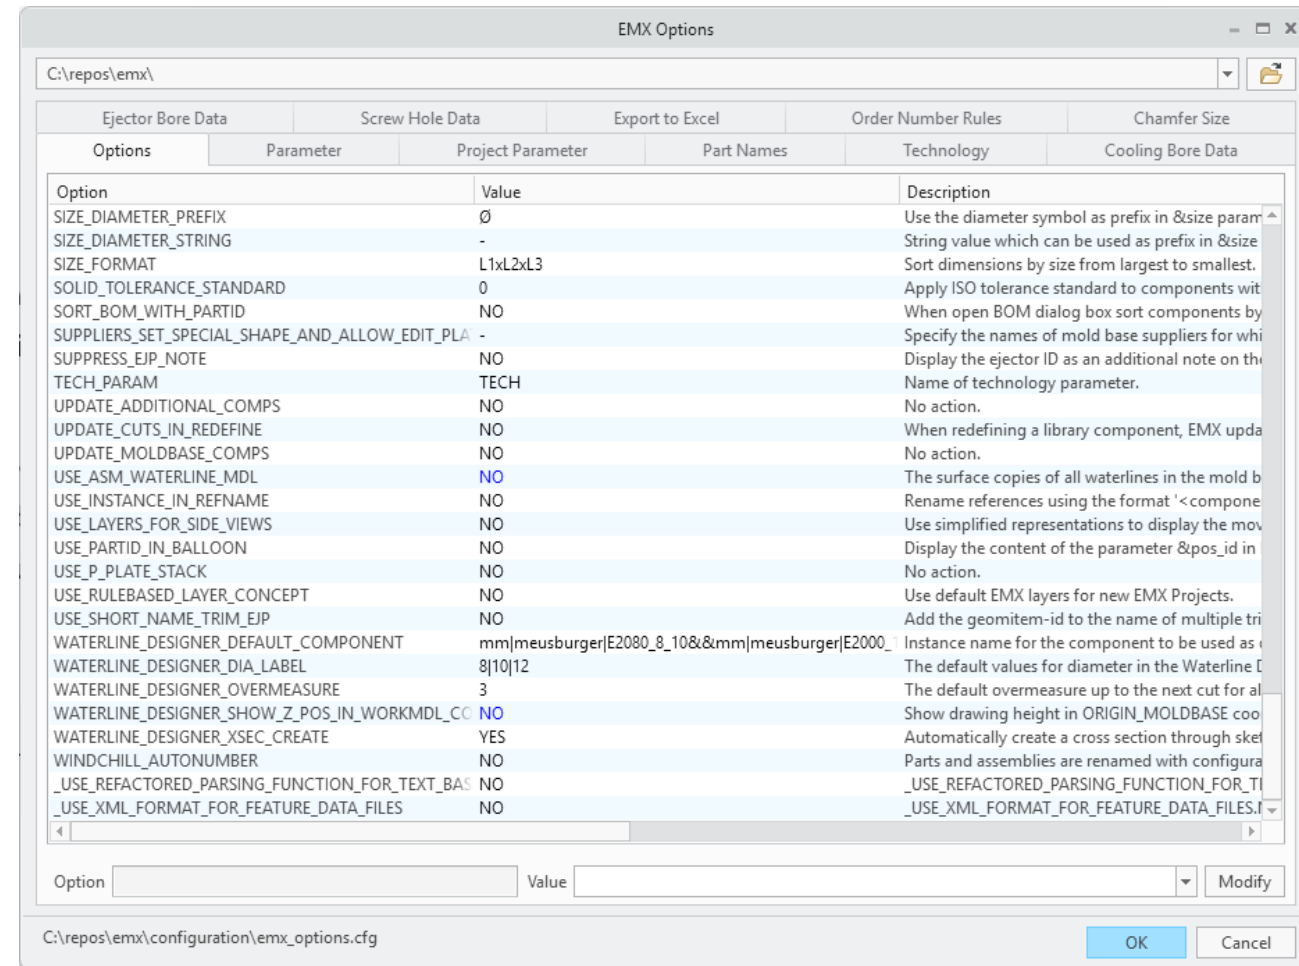 EMX Options
C:\repos\emx\
Ejector Bore Data Screw Hole Data Export to Excel Order Number Rules Chamfer Size
Options Parameter Project Parameter Part Names Technology Cooling Bore Data
Option Value Description
SIZE_DIAMETER_PREFIX Ø Use the diameter symbol as prefix in &size param
SIZE_DIAMETER_STRING - String value which can be used as prefix in &size
SIZE_FORMAT L1xL2xL3 Sort dimensions by size from largest to smallest.
SOLID_TOLERANCE_STANDARD 0 Apply ISO tolerance standard to components wit
SORT_BOM_WITH_PARTID NO When open BOM dialog box sort components by
SUPPLIERS_SET_SPECIAL_SHAPE_AND_ALLOW_EDIT_PLA - Specify the names of mold base suppliers for whi
SUPPRESS_EJP_NOTE NO Display the ejector ID as an additional note on the
TECH_PARAM TECH Name of technology parameter.
UPDATE_ADDITIONAL_COMPS NO No action.
UPDATE_CUTS_IN_REDEFINE NO When redefining a library component, EMX upda
UPDATE_MOLDBASE_COMPS NO No action.
USE_ASM_WATERLINE_MDL NO The surface copies of all waterlines in the mold b
USE_INSTANCE_IN_REFNAME NO Rename references using the format '<compone
USE_LAYERS_FOR_SIDE_VIEWS NO Use simplified representations to display the mov
USE_PARTID_IN_BALLOON NO Display the content of the parameter &pos_id in
USE_P_PLATE_STACK NO No action.
USE_RULEBASED_LAYER_CONCEPT NO Use default EMX layers for new EMX Projects.
USE_SHORT_NAME_TRIM_EJP NO Add the geomitem-id to the name of multiple tri
WATERLINE_DESIGNER_DEFAULT_COMPONENT mm|meusburger|E2080_8_10&&mm|meusburger|E2000_1 Instance name for the component to be used as
WATERLINE_DESIGNER_DIA_LABEL 8|10|12 The default values for diameter in the Waterline D
WATERLINE_DESIGNER_OVERMEASURE 3 The default overmeasure up to the next cut for al
WATERLINE_DESIGNER_SHOW_Z_POS_IN_WORKMDL_CO NO Show drawing height in ORIGIN_MOLDBASE coo
WATERLINE_DESIGNER_XSEC_CREATE YES Automatically create a cross section through sket
WINDCHILL_AUTONUMBER NO Parts and assemblies are renamed with configura
_USE_REFACTORED_PARSING_FUNCTION_FOR_TEXT_BAS NO _USE_REFACTORED_PARSING_FUNCTION_FOR_TI
_USE_XML_FORMAT_FOR_FEATURE_DATA_FILES NO _USE_XML_FORMAT_FOR_FEATURE_DATA_FILES.
Option Value Modify
C:\repos\emx\configuration\emx_options.cfg OK Cancel